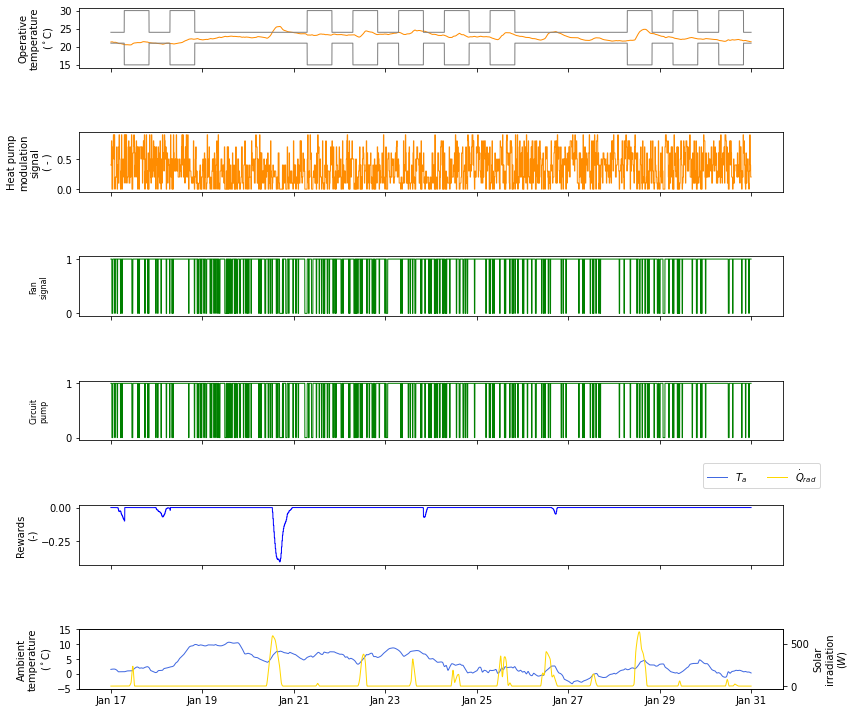 Operative
temperature
(°C)
30
25
20
15
Heat pump
modulation
signal
( - )
0.5
0.0
Fan
signal
1
0
Circuit
pump
1
0
T_a
Q̇_rad
Rewards
(-)
0.00
−0.25
Ambient
temperature
(°C)
15
10
5
0
−5
500
0
Solar
irradiation
(W)
Jan 17 Jan 19 Jan 21 Jan 23 Jan 25 Jan 27 Jan 29 Jan 31